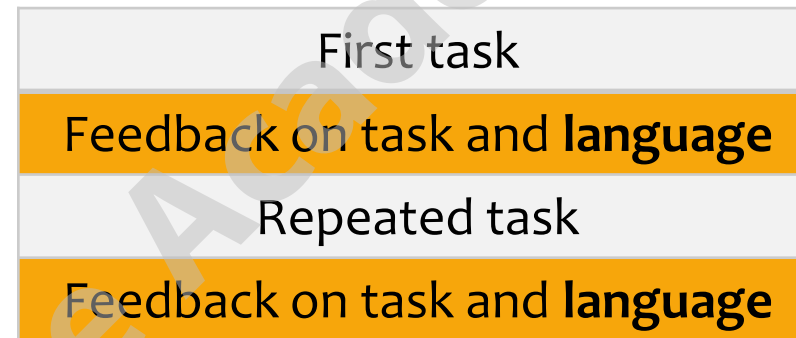 First task
Feedback on task and language
Repeated task
Feedback on task and language